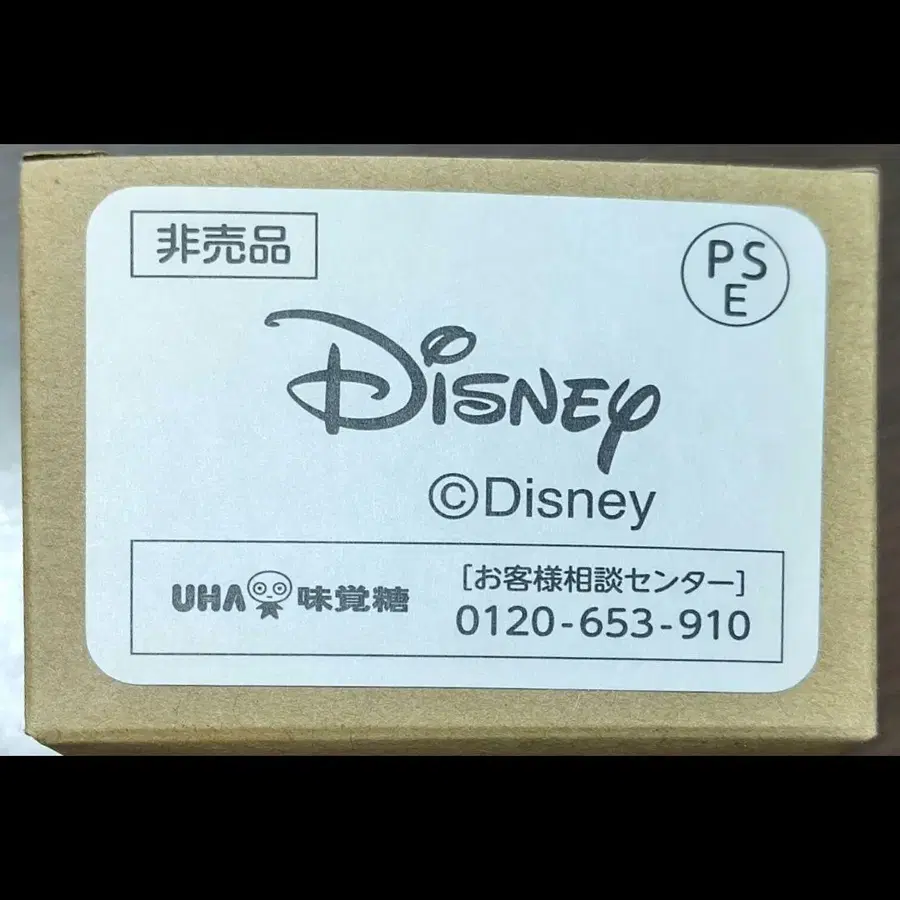 非売品
PS
E
Disney
©Disney
UHA味覚糖
[お客様相談センター]
0120-653-910